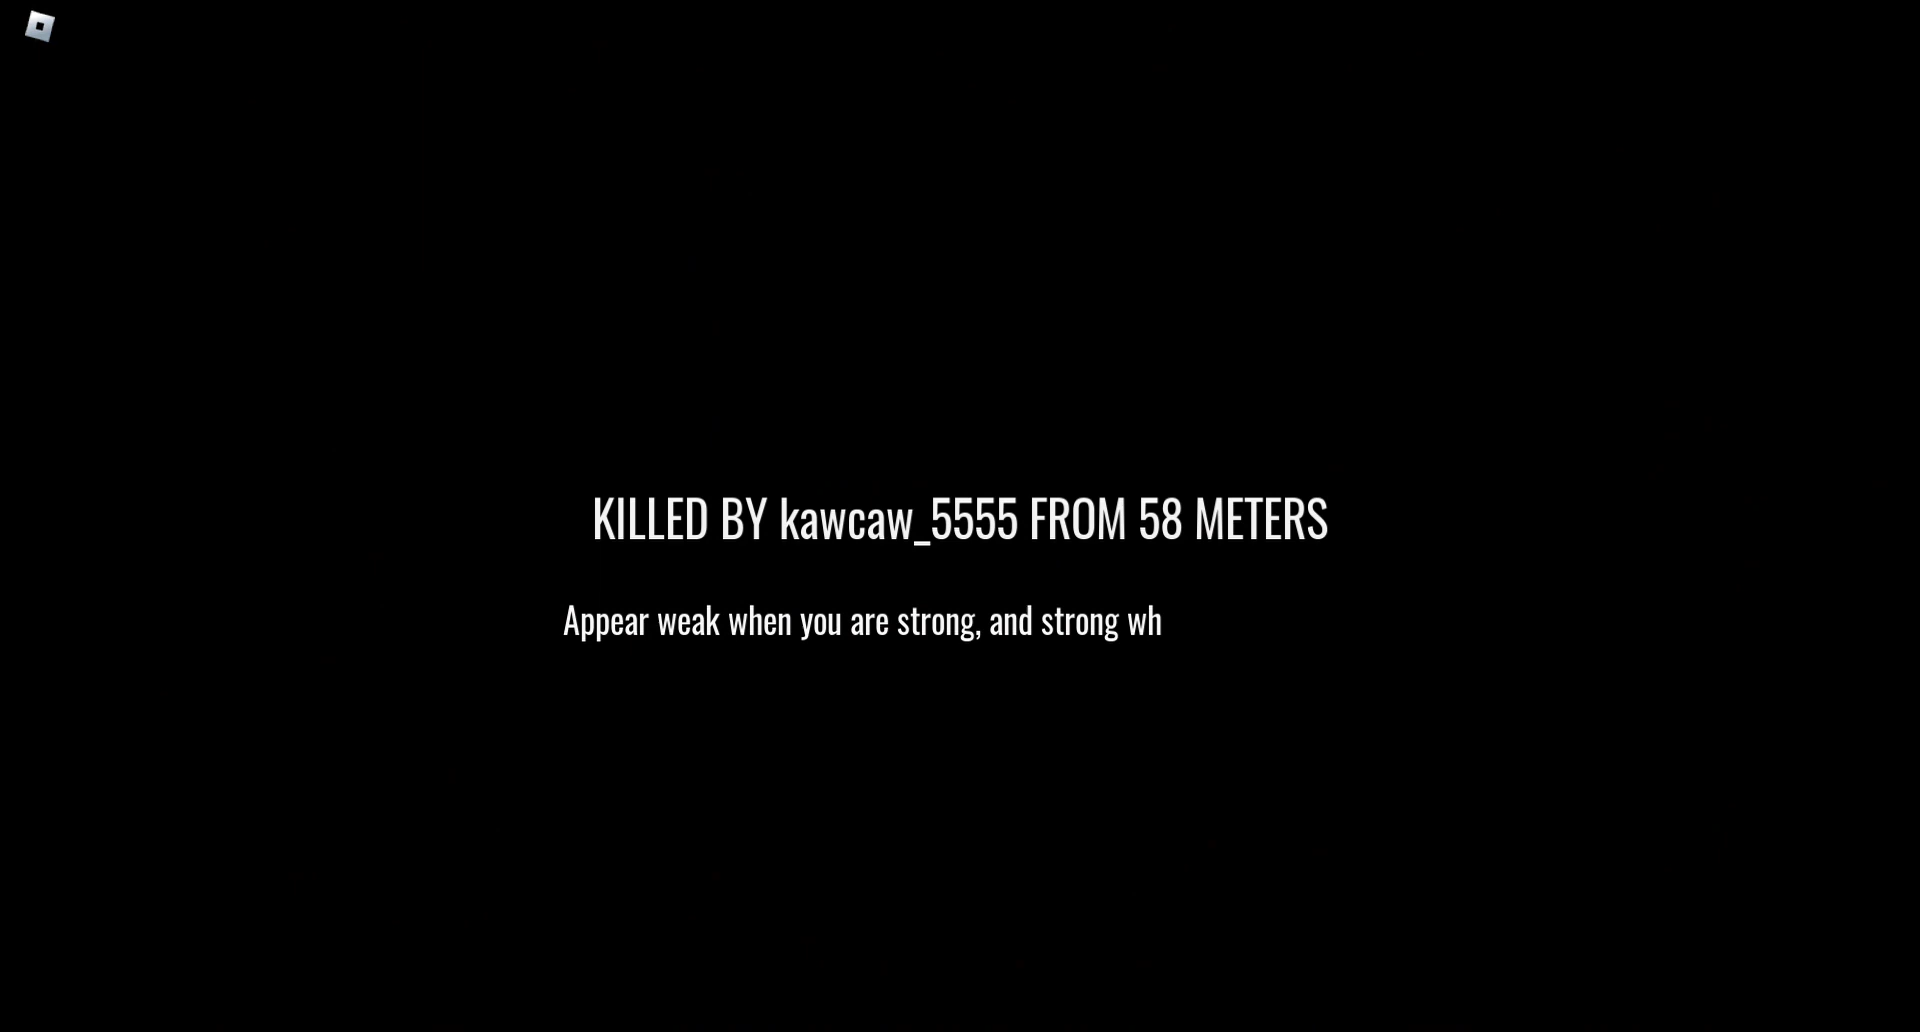 KILLED BY kawcaw_5555 FROM 58 METERS
Appear weak when you are strong, and strong wh